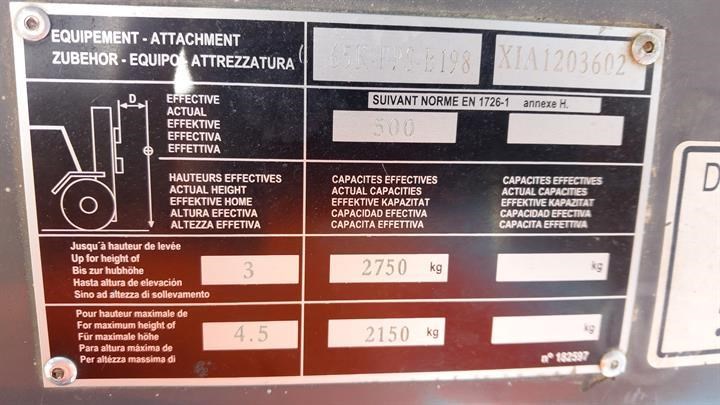 EQUIPEMENT - ATTACHMENT
ZUBEHOR - EQUIPO - ATTREZZATURA
XIA1203602
D
EFFECTIVE
ACTUAL
EFFEKTIVE
EFFECTIVA
EFFETTIVA
SUIVANT NORME EN 1726-1 annexe H.
500
HAUTEURS EFFECTIVES
ACTUAL HEIGHT
EFFEKTIVE HOME
ALTURA EFECTIVA
ALTEZZA EFFETIVA
CAPACITES EFFECTIVES
ACTUAL CAPACITIES
EFFEKTIVE KAPAZITAT
CAPACIDAD EFECTIVA
CAPACITA EFFETTIVA
CAPACITES EFFECTIVES
ACTUAL CAPACITIES
EFFEKTIVE KAPAZITAT
CAPACIDAD EFECTIVA
CAPACITA EFFETTIVA
Jusqu'à hauteur de levée
Up for height of
Bis zur hubhöhe
Hasta altura de elevación
Sino ad altezza di sollevamento
3
2750 kg
kg
Pour hauteur maximale de
For maximum height of
Für maximale höhe
Para altura máxima de
Per altézza massima di
4.5
2150 kg
kg
n° 182597
D